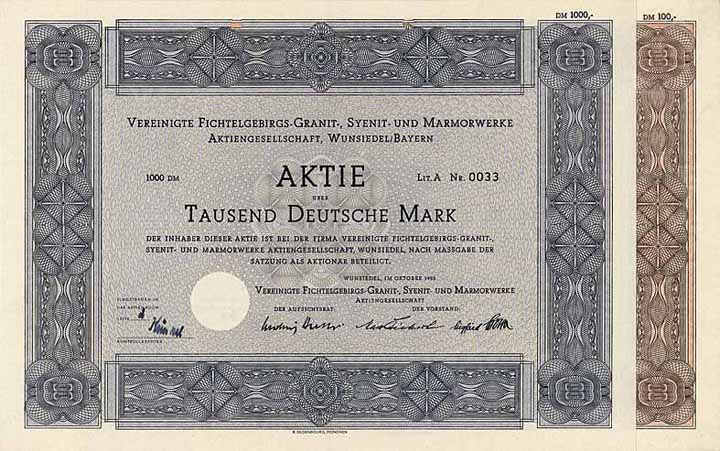 DM 1000,-
DM 100,-
VEREINIGTE FICHTELGEBIRGS-GRANIT-, SYENIT- UND MARMORWERKE
AKTIENGESELLSCHAFT, WUNSIEDEL/BAYERN
1000 DM AKTIE LIT. A NR. 0033
ÜBER
TAUSEND DEUTSCHE MARK
DER INHABER DIESER AKTIE IST BEI DER FIRMA VEREINIGTE FICHTELGEBIRGS-GRANIT-,
SYENIT- UND MARMORWERKE AKTIENGESELLSCHAFT, WUNSIEDEL, NACH MASSGABE DER
SATZUNG ALS AKTIONÄR BETEILIGT.
WUNSIEDEL, IM OKTOBER
VEREINIGTE FICHTELGEBIRGS-GRANIT-, SYENIT- UND MARMORWERKE
AKTIENGESELLSCHAFT
DER AUFSICHTSRAT: DER VORSTAND:
R. OLDENBOURG, MÜNCHEN